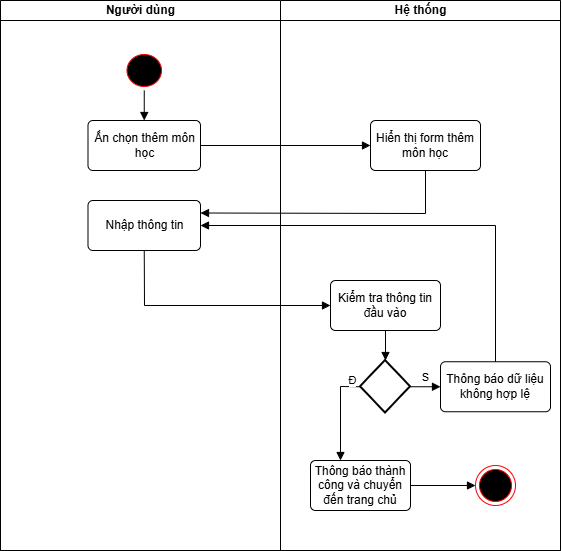 Người dùng
Hệ thống
Ấn chọn thêm môn
học
Hiển thị form thêm
môn học
Nhập thông tin
Kiểm tra thông tin
đầu vào
Đ
S
Thông báo dữ liệu
không hợp lệ
Thông báo thành
công và chuyển
đến trang chủ